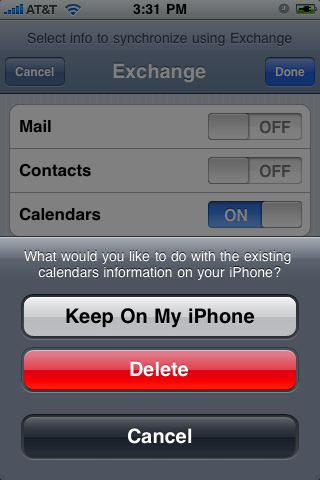 AT&T 3:31 PM
Select info to synchronize using Exchange
Cancel Exchange Done
Mail OFF
Contacts OFF
Calendars ON
What would you like to do with the existing
calendars information on your iPhone?
Keep On My iPhone
Delete
Cancel